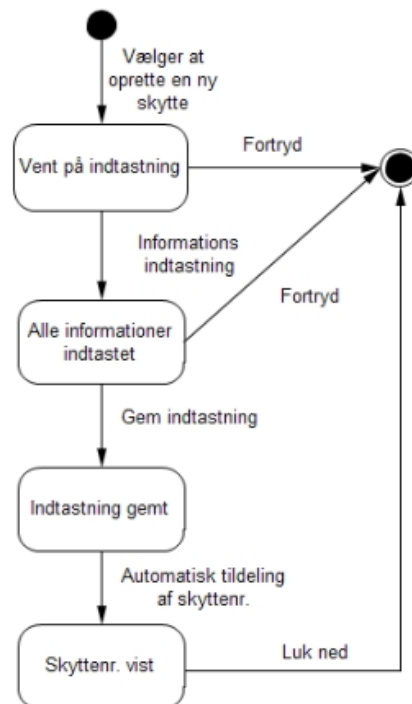 Vælger at
oprette en ny
skytte
Vent på indtastning
Fortryd
Informations
indtastning
Fortryd
Alle informationer
indtastet
Gem indtastning
Indtastning gemt
Automatisk tildeling
af skyttenr.
Skyttenr. vist
Luk ned